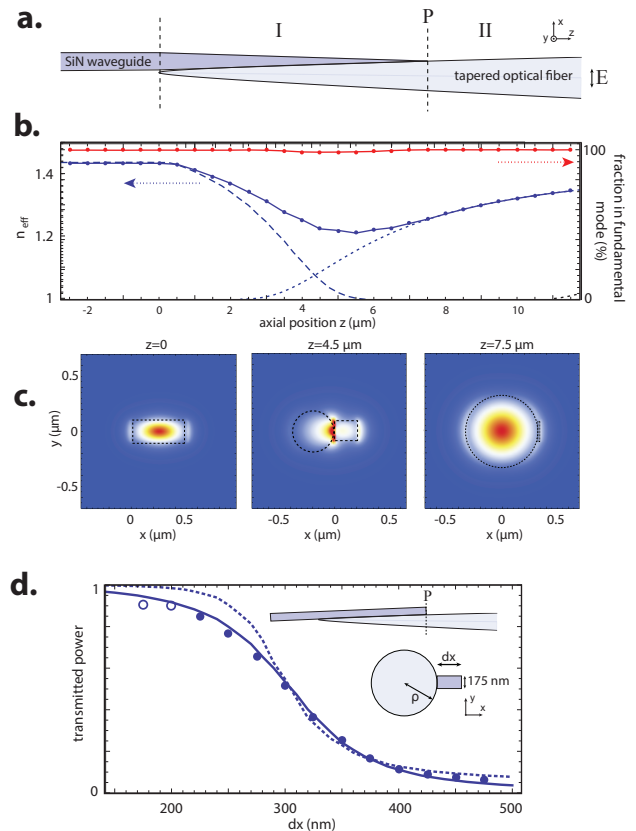 a.
I
P
II
x
y
z
SiN waveguide
tapered optical fiber
E
b.
1.4
1.2
1
n eff
100
0
fraction in fundamental
mode (%)
-2
0
2
4
6
8
10
axial position z (μm)
c.
z=0
z=4.5 μm
z=7.5 μm
0.5
0
-0.5
y (μm)
0
0.5
-0.5
0
0.5
-0.5
0
0.5
x (μm)
x (μm)
x (μm)
d.
1
0
transmitted power
P
dx
175 nm
ρ
y
x
200
300
400
500
dx (nm)